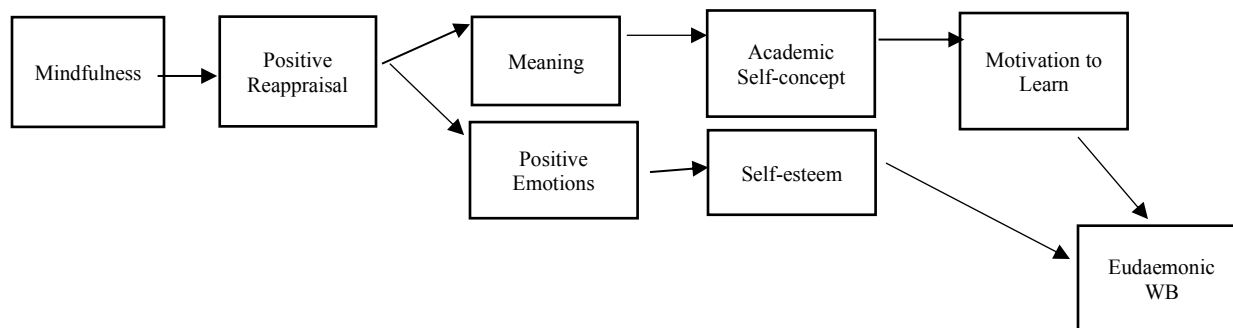 Mindfulness
Positive
Reappraisal
Meaning
Academic
Self-concept
Motivation to
Learn
Positive
Emotions
Self-esteem
Eudaemonic
WB